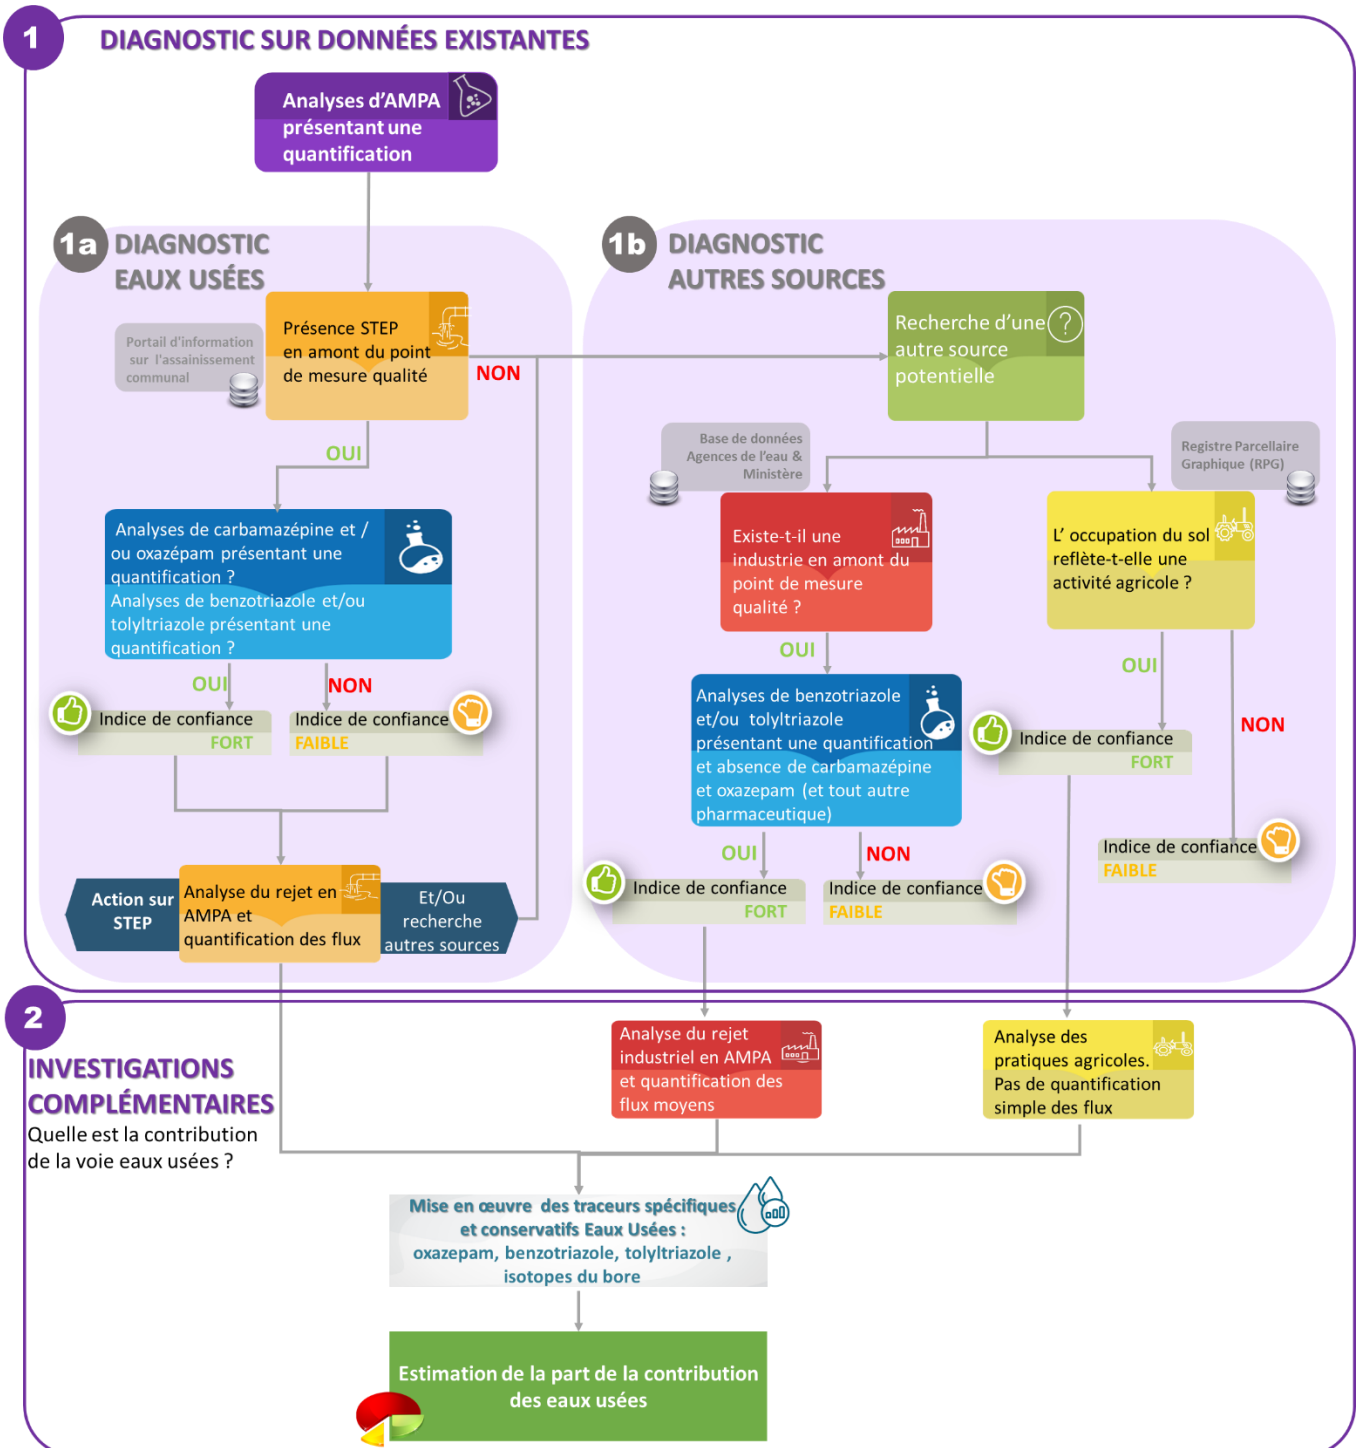 1
DIAGNOSTIC SUR DONNÉES EXISTANTES
Analyses d'AMPA
présentant une
quantification
1a
DIAGNOSTIC
EAUX USÉES
Portail d'information
sur l'assainissement
communal
Présence STEP
en amont du point
de mesure qualité
NON
OUI
Analyses de carbamazépine et /
ou oxazépam présentant une
quantification ?
Analyses de benzotriazole et/ou
tolyltriazole présentant une
quantification ?
OUI
NON
Indice de confiance
FORT
Indice de confiance
FAIBLE
Action sur
STEP
Analyse du rejet en
AMPA et
quantification des flux
Et/Ou
recherche
autres sources
1b
DIAGNOSTIC
AUTRES SOURCES
Recherche d'une
autre source
potentielle
?
Base de données
Agences de l'eau &
Ministère
Registre Parcellaire
Graphique (RPG)
Existe-t-il une
industrie en amont du
point de mesure
qualité ?
L' occupation du sol
reflète-t-elle une
activité agricole ?
OUI
OUI
NON
Analyses de benzotriazole
et/ou tolyltriazole
présentant une quantification
et absence de carbamazépine
et oxazepam (et tout autre
pharmaceutique)
Indice de confiance
FORT
OUI
NON
Indice de confiance
FAIBLE
Indice de confiance
FORT
Indice de confiance
FAIBLE
2
INVESTIGATIONS
COMPLÉMENTAIRES
Quelle est la contribution
de la voie eaux usées ?
Analyse du rejet
industriel en AMPA
et quantification des
flux moyens
Analyse des
pratiques agricoles.
Pas de quantification
simple des flux
Mise en œuvre des traceurs spécifiques
et conservatifs Eaux Usées :
oxazepam, benzotriazole, tolyltriazole ,
isotopes du bore
Estimation de la part de la contribution
des eaux usées